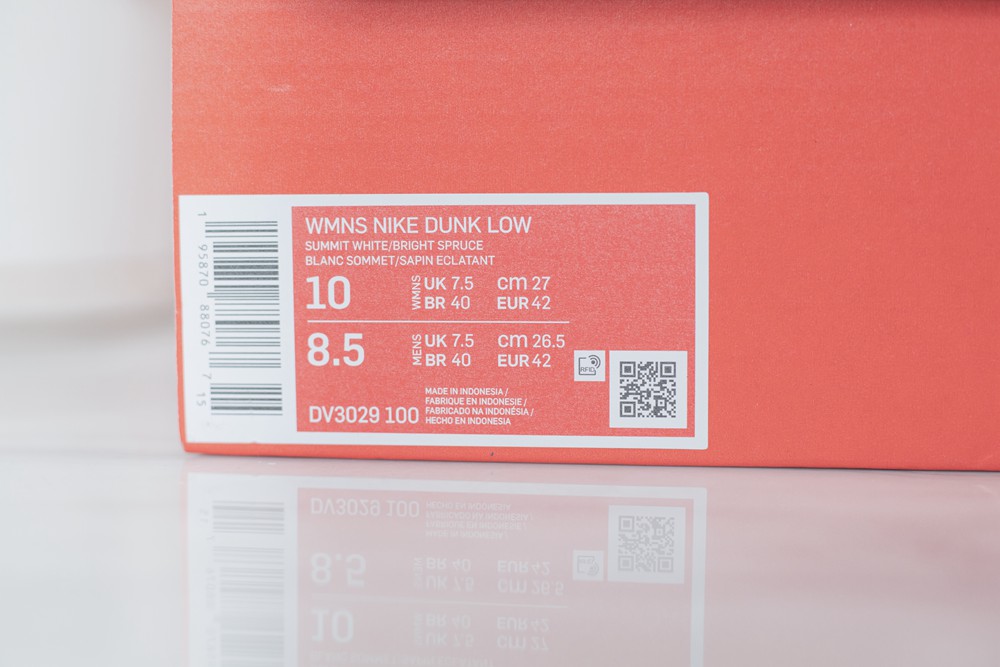 WMNS NIKE DUNK LOW
SUMMIT WHITE/BRIGHT SPRUCE
BLANC SOMMET/SAPIN ECLATANT
10 WMNS UK 7.5 cm 27
BR 40 EUR 42
8.5 MENS UK 7.5 cm 26.5
BR 40 EUR 42
RFID
DV3029 100
MADE IN INDONESIA /
FABRIQUE EN INDONESIE /
FABRICADO NA INDONÉSIA /
HECHO EN INDONESIA
1 95870 88076 7 15